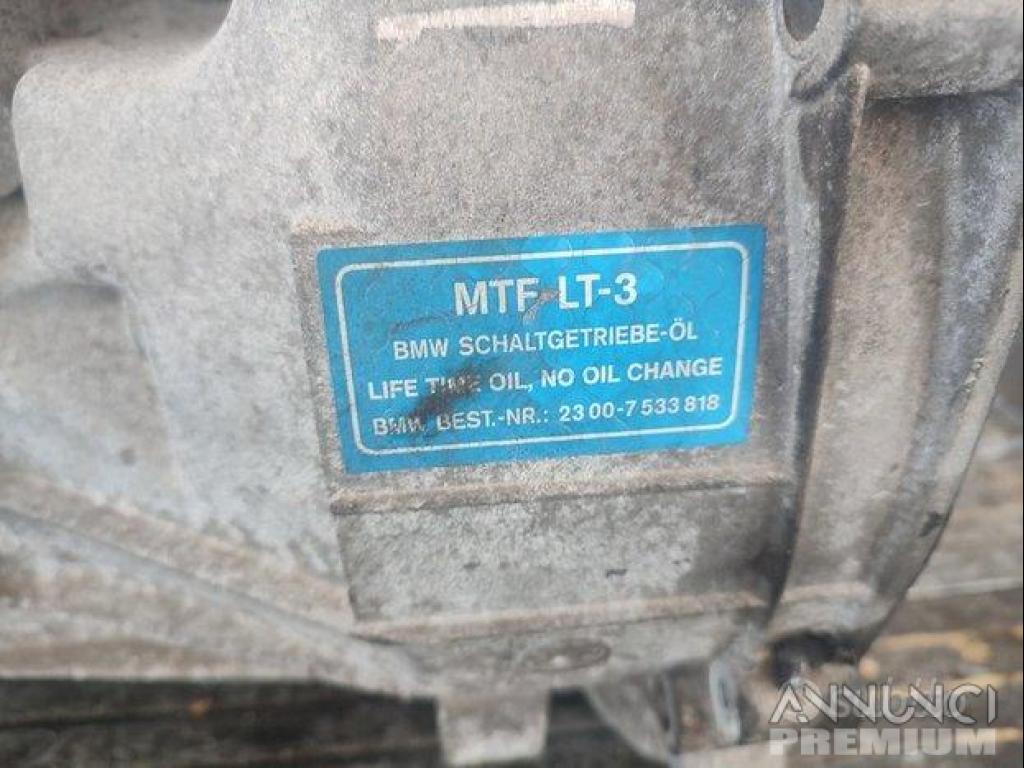 MTF LT-3
BMW SCHALTGETRIEBE-ÖL
LIFE TIME OIL, NO OIL CHANGE
BMW BEST.-NR.: 23 00-7 533 818
ANNUNCI
PREMIUM